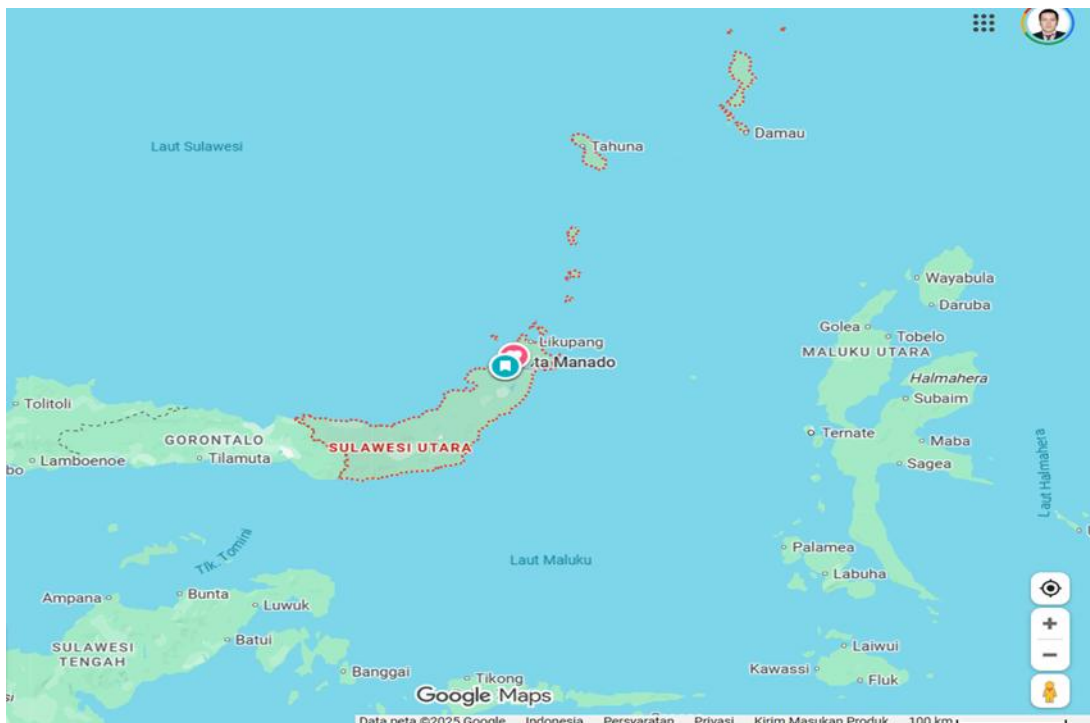 Laut Sulawesi
Tahuna
Damau
Wayabula
Daruba
Golea
Tobelo
MALUKU UTARA
Halmahera
Subaim
Likupang
ta Manado
Tolitoli
GORONTALO
SULAWESI UTARA
Ternate
Maba
bo
Lamboenoe
Tilamuta
Sagea
Laut Halmahera
Tlk. Tomini
Laut Maluku
Palamea
Labuha
Ampana
Bunta
Luwuk
Batui
SULAWESI
TENGAH
Banggai
Tikong
Laiwui
Kawassi
Fluk
Google Maps
Data peta ©2025 Google Indonesia Persyaratan Privasi Kirim Masukan Produk 100 km